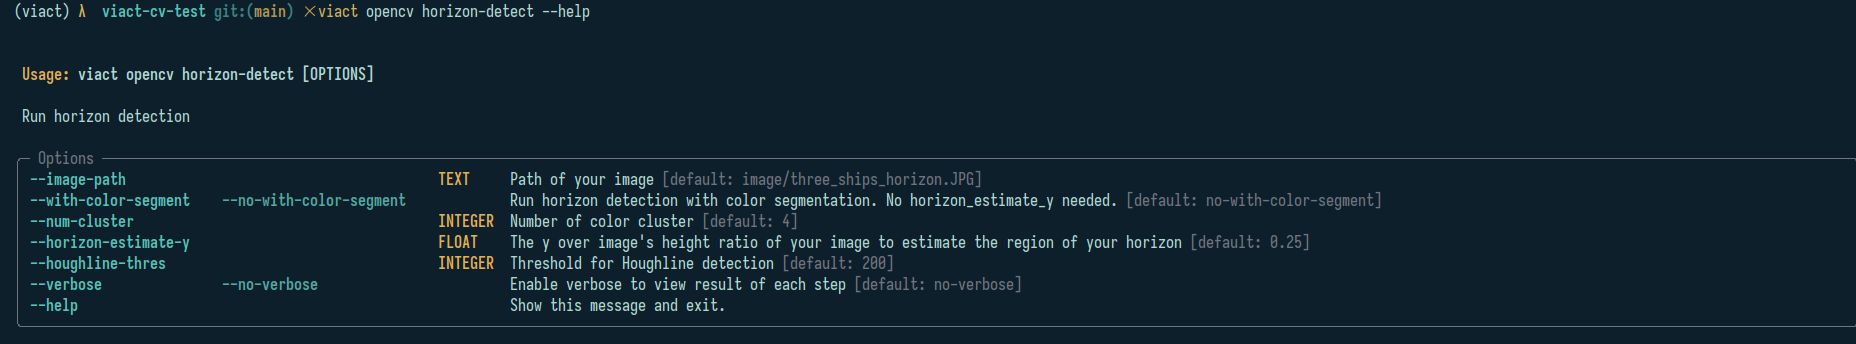 (viact) λ  viact-cv-test git:(main) ✕viact opencv horizon-detect --help
Usage: viact opencv horizon-detect [OPTIONS]
Run horizon detection
Options
--image-path TEXT Path of your image [default: image/three_ships_horizon.JPG]
--with-color-segment --no-with-color-segment Run horizon detection with color segmentation. No horizon_estimate_y needed. [default: no-with-color-segment]
--num-cluster INTEGER Number of color cluster [default: 4]
--horizon-estimate-y FLOAT The y over image's height ratio of your image to estimate the region of your horizon [default: 0.25]
--houghline-thres INTEGER Threshold for Houghline detection [default: 200]
--verbose --no-verbose Enable verbose to view result of each step [default: no-verbose]
--help Show this message and exit.